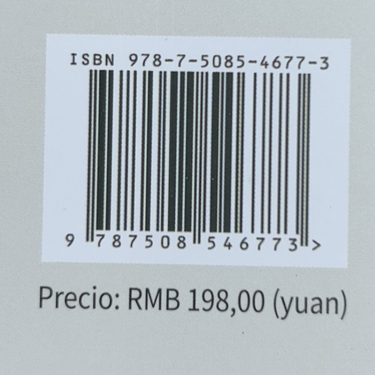 ISBN 978-7-5085-4677-3
9 787508 546773 >
Precio: RMB 198,00 (yuan)